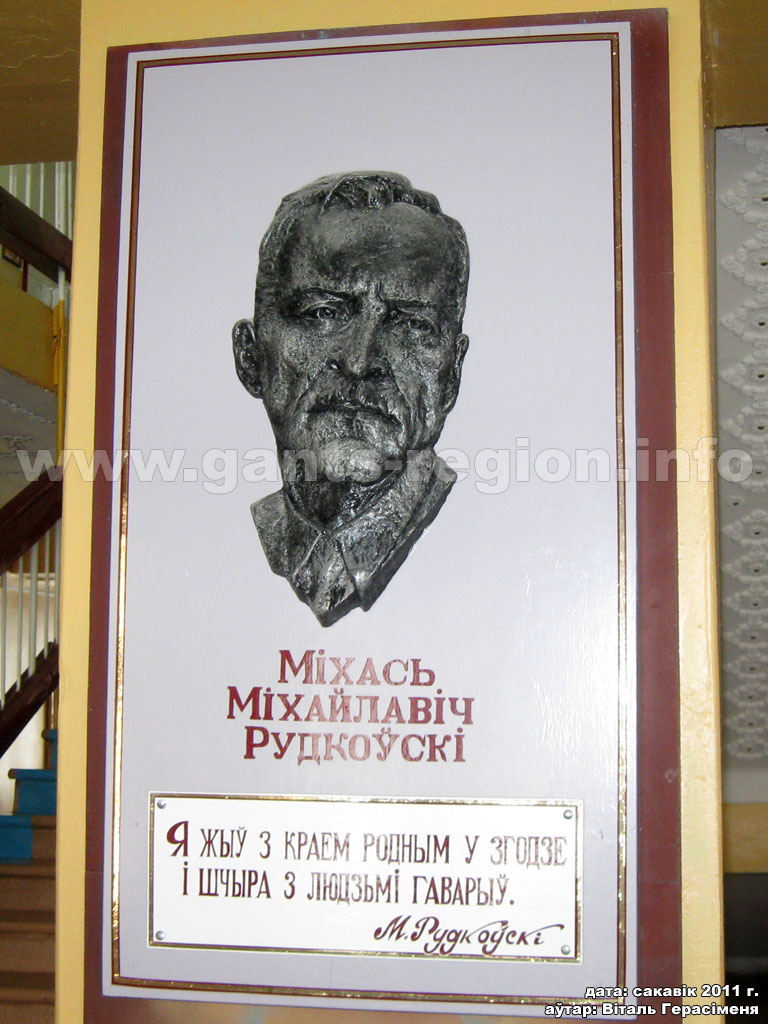 www.gants-region.info
Міхась
Міхайлавіч
Рудкоўскі
Я жыў з краем родным у згодзе
і шчыра з людзьмі гаварыў.
М. Рудкоўскі
дата: сакавік 2011 г.
аўтар: Віталь Герасіменя